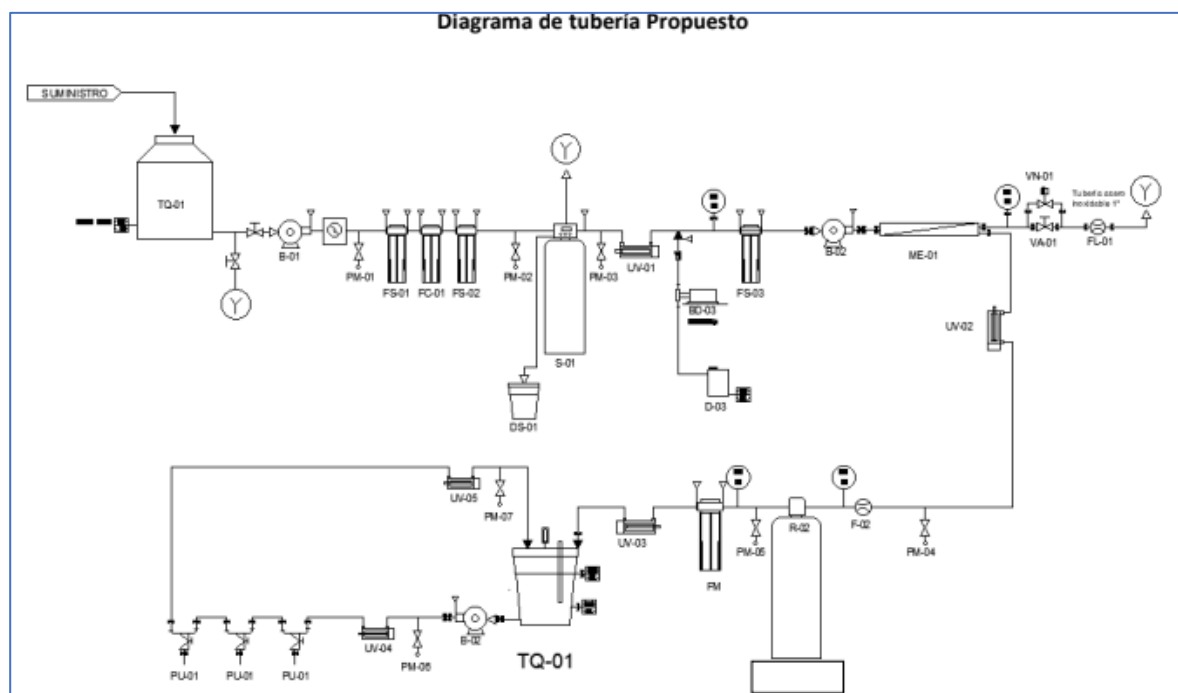 Diagrama de tubería Propuesto
SUMINISTRO
TQ-01
B-01
PM-01
FS-01
FC-01
FS-02
PM-02
Y
S-01
DS-01
PM-03
UV-01
BD-03
D-03
FS-03
B-02
ME-01
VN-01
VA-01
Tubería acero
inoxidable 1"
FL-01
Y
Y
UV-02
UV-05
PM-07
UV-03
FM
PM-05
R-02
F-02
PM-04
PU-01
PU-01
PU-01
UV-04
PM-06
B-02
TQ-01